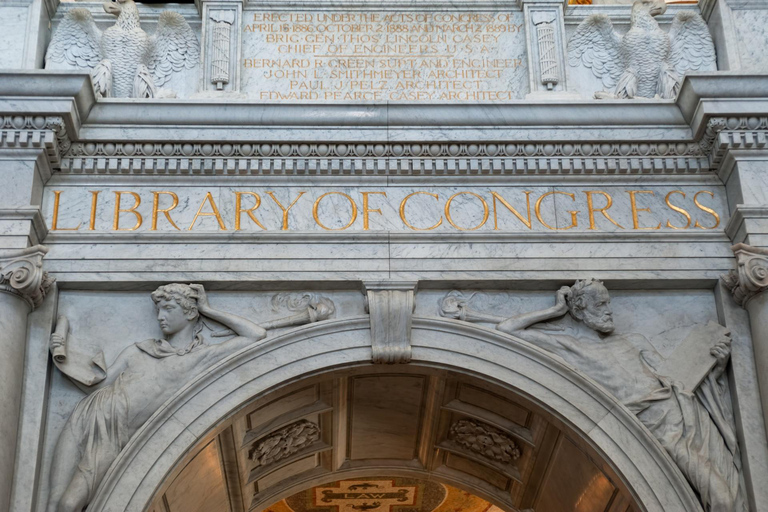 ERECTED UNDER THE ACTS OF CONGRESS OF
APRIL 15 1886 OCTOBER 2 1888 AND MARCH 2 1889 BY
BRIG. GEN. THOS. LINCOLN CASEY
CHIEF OF ENGINEERS U.S.A.
BERNARD R. GREEN SUPT. AND ENGINEER
JOHN L. SMITHMEYER ARCHITECT
PAUL J. PELZ ARCHITECT
EDWARD PEARCE CASEY ARCHITECT
LIBRARY OF CONGRESS
LAW